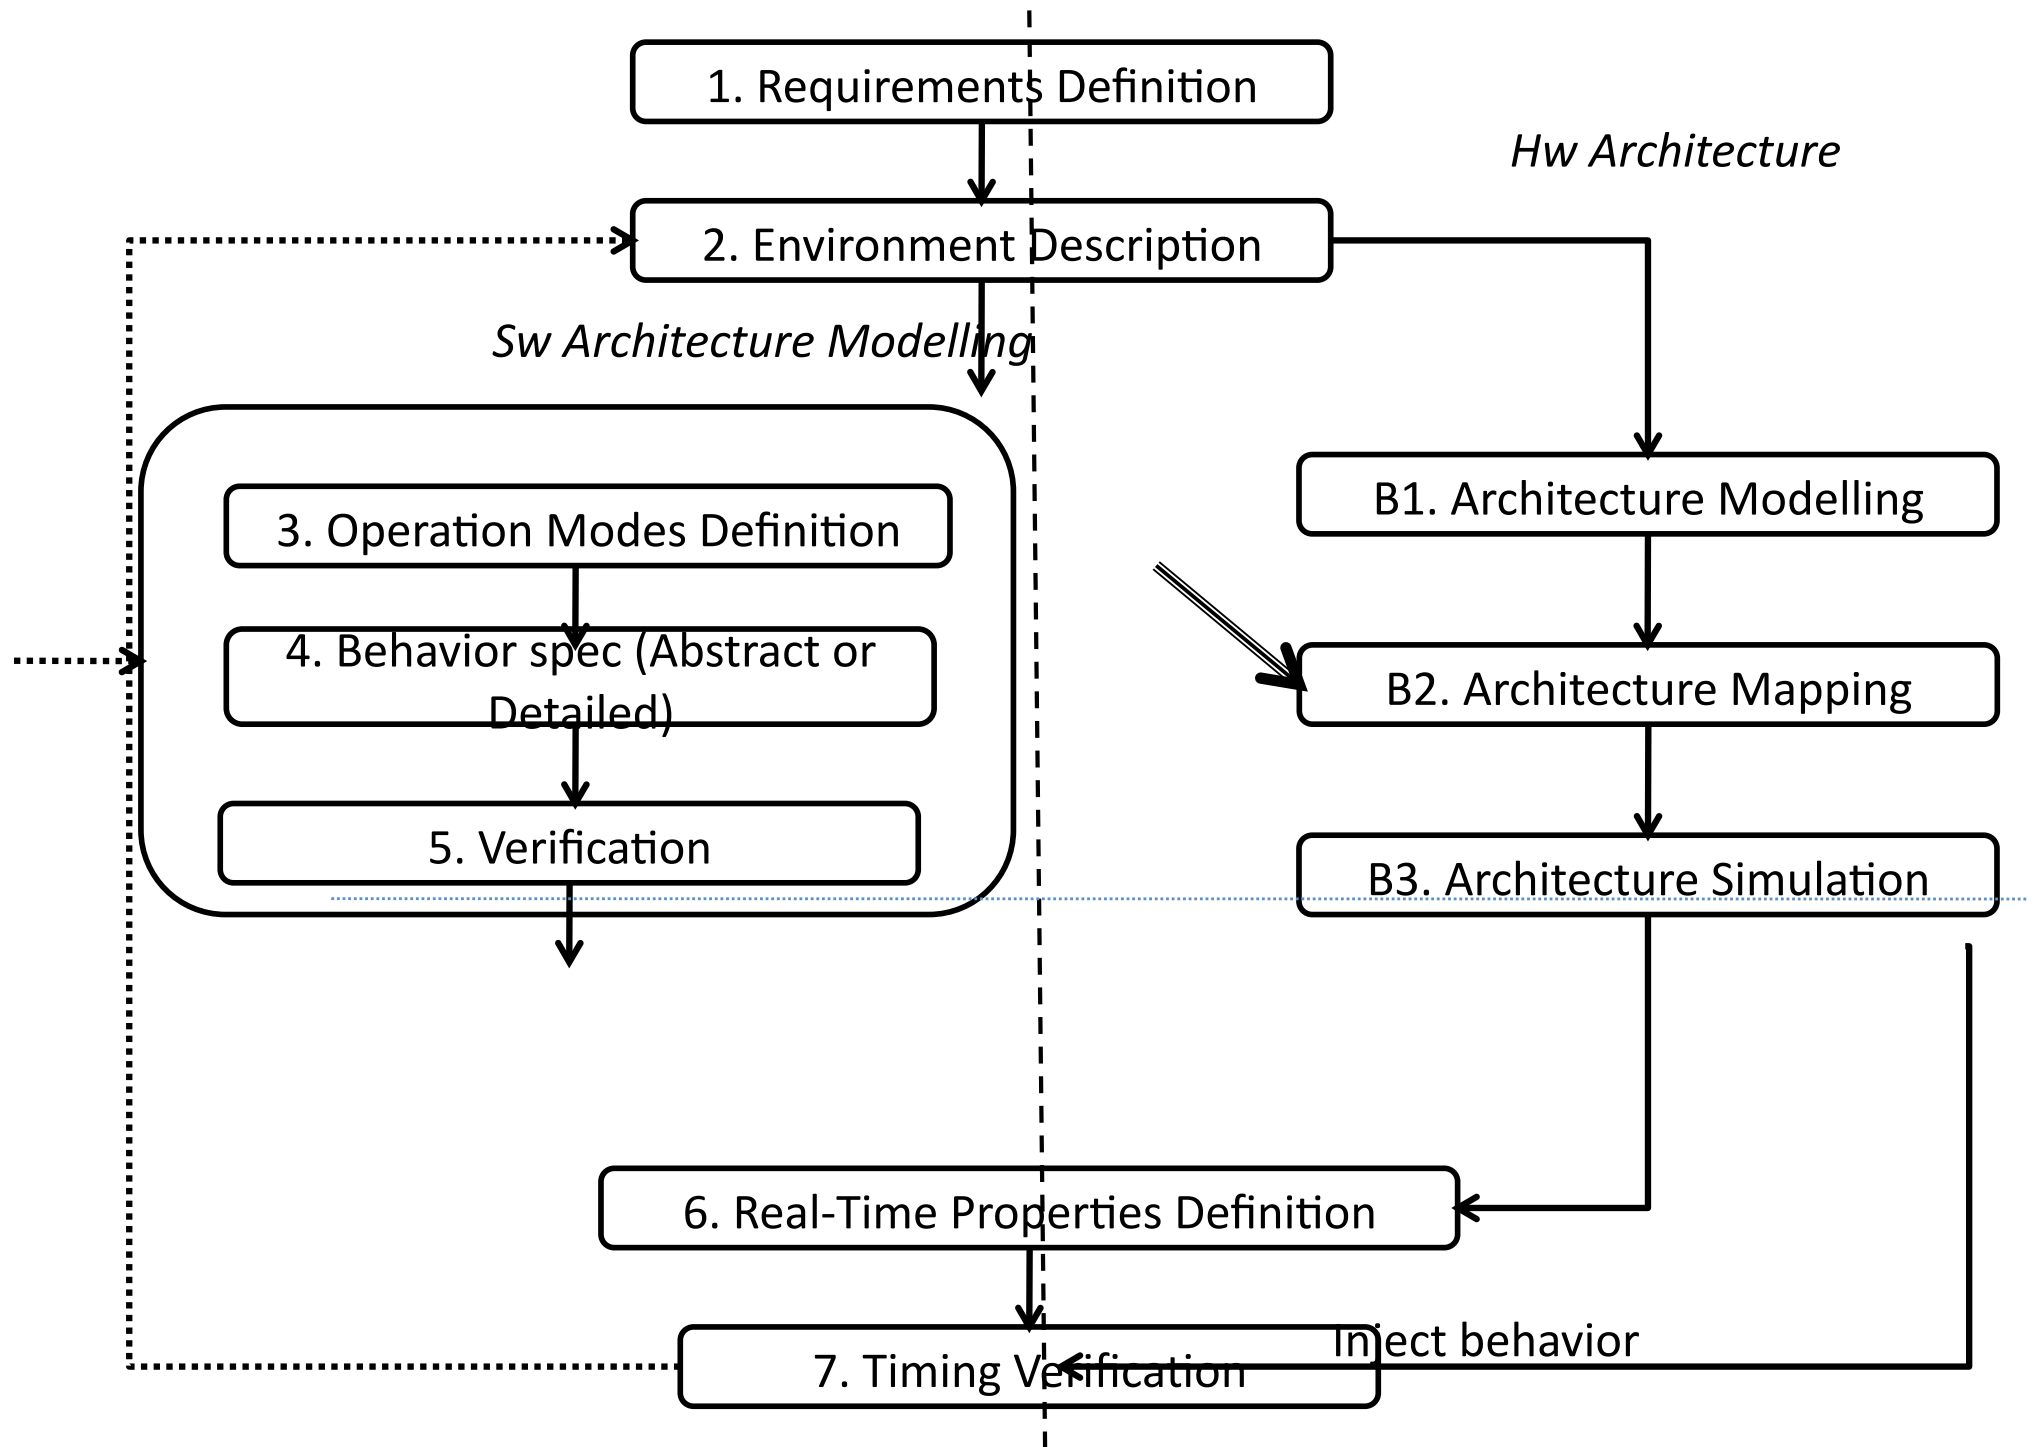 1. Requirements Definition
Hw Architecture
2. Environment Description
Sw Architecture Modelling
3. Operation Modes Definition
4. Behavior spec (Abstract or
Detailed)
5. Verification
B1. Architecture Modelling
B2. Architecture Mapping
B3. Architecture Simulation
6. Real-Time Properties Definition
Inject behavior
7. Timing Verification